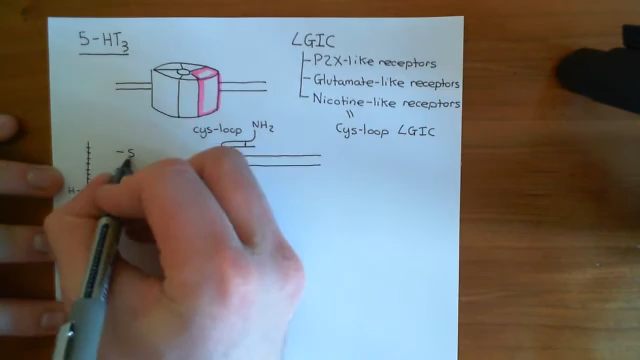 5-HT3
LGIC
P2X-like receptors
Glutamate-like receptors
Nicotine-like receptors
=
Cys-loop LGIC
cys-loop
NH2
-S
H-